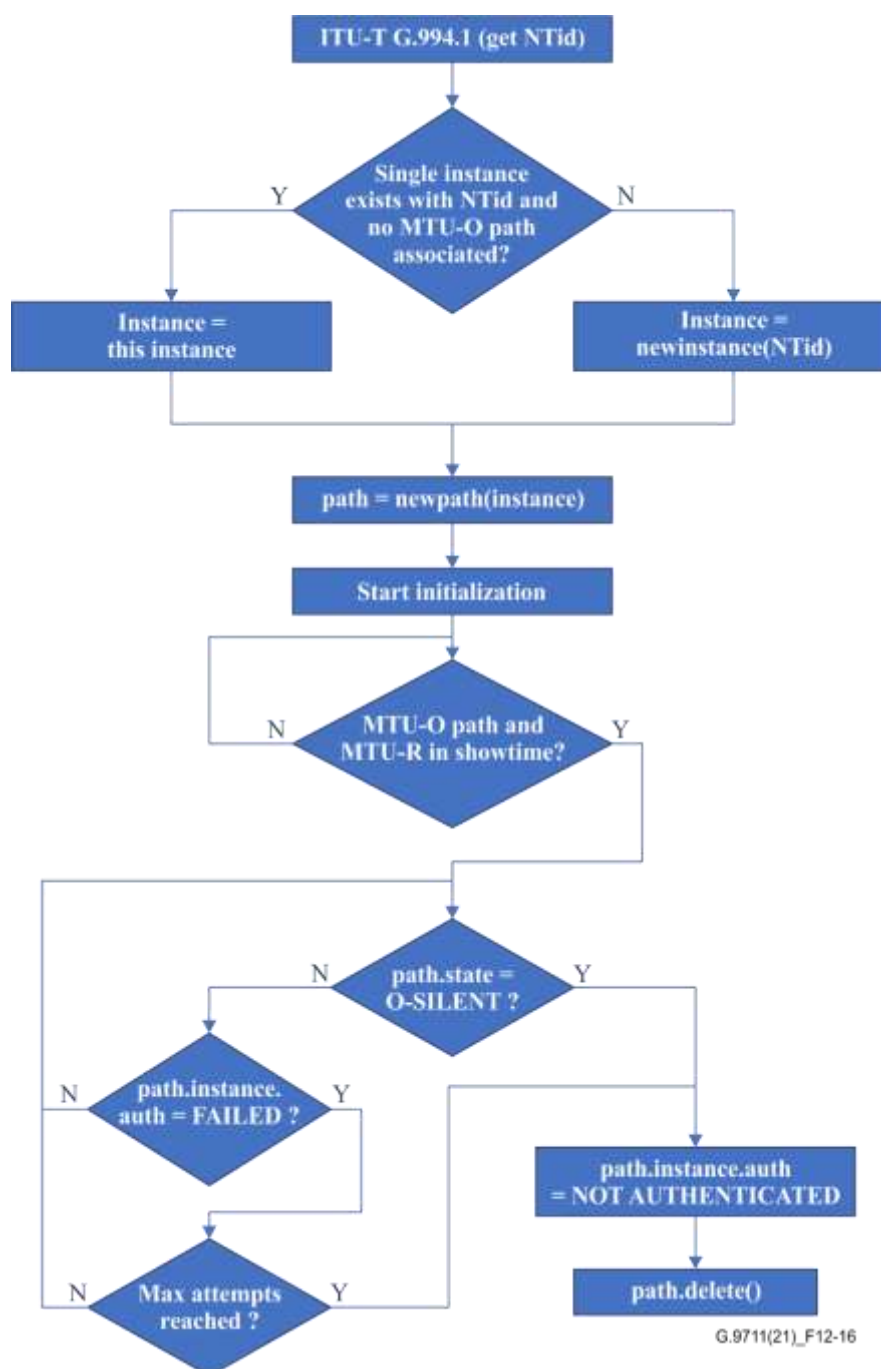 ITU-T G.994.1 (get NTid)
Single instance
exists with NTid and
no MTU-O path
associated?
Y
N
Instance =
this instance
Instance =
newinstance(NTid)
path = newpath(instance)
Start initialization
MTU-O path and
MTU-R in showtime?
N
Y
path.state =
O-SILENT ?
N
Y
path.instance.
auth = FAILED ?
N
Y
path.instance.auth
= NOT AUTHENTICATED
Max attempts
reached ?
N
Y
path.delete()
G.9711(21)_F12-16